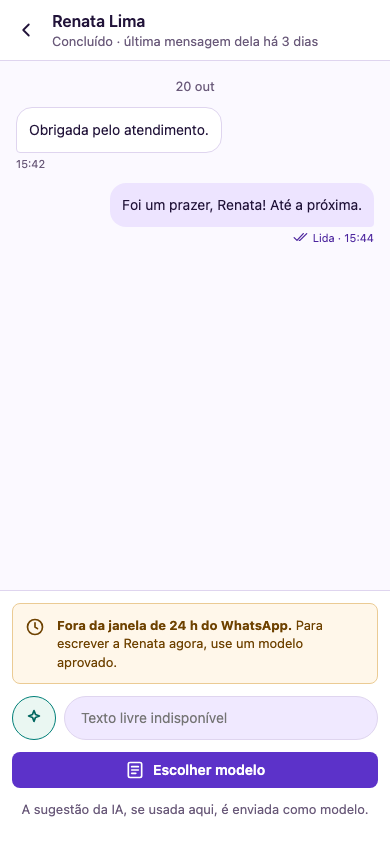 Renata Lima
Concluído · última mensagem dela há 3 dias
20 out
Obrigada pelo atendimento.
15:42
Foi um prazer, Renata! Até a próxima.
Lida · 15:44
Fora da janela de 24 h do WhatsApp. Para
escrever a Renata agora, use um modelo
aprovado.
Texto livre indisponível
Escolher modelo
A sugestão da IA, se usada aqui, é enviada como modelo.